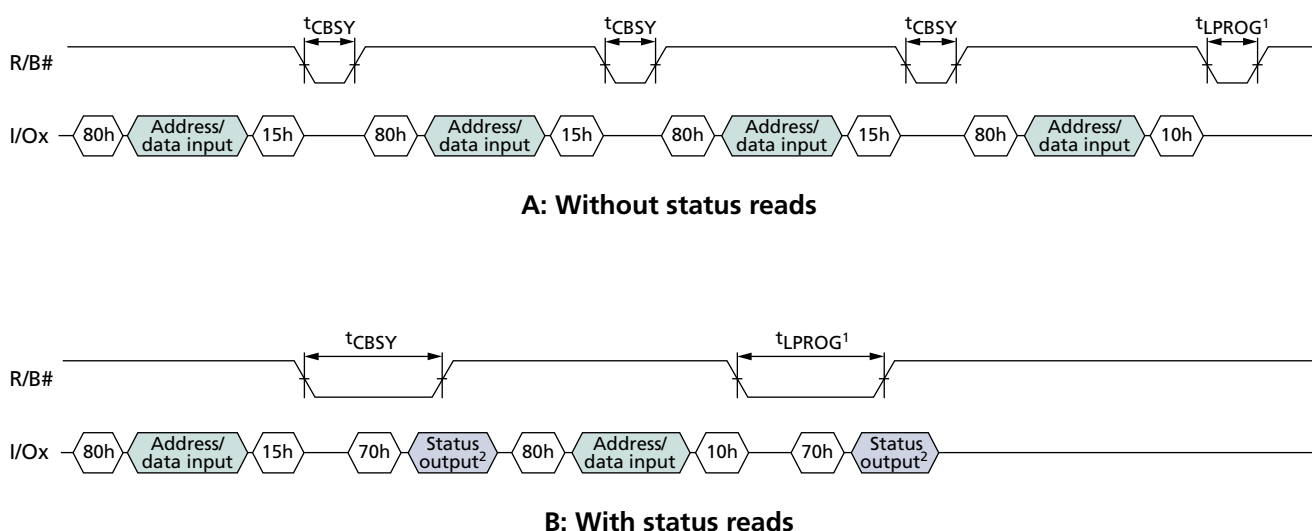 tCBSY tCBSY tCBSY tLPROG¹
R/B#
I/Ox 80h Address/ data input 15h 80h Address/ data input 15h 80h Address/ data input 15h 80h Address/ data input 10h
A: Without status reads
tCBSY tLPROG¹
R/B#
I/Ox 80h Address/ data input 15h 70h Status output² 80h Address/ data input 10h 70h Status output²
B: With status reads